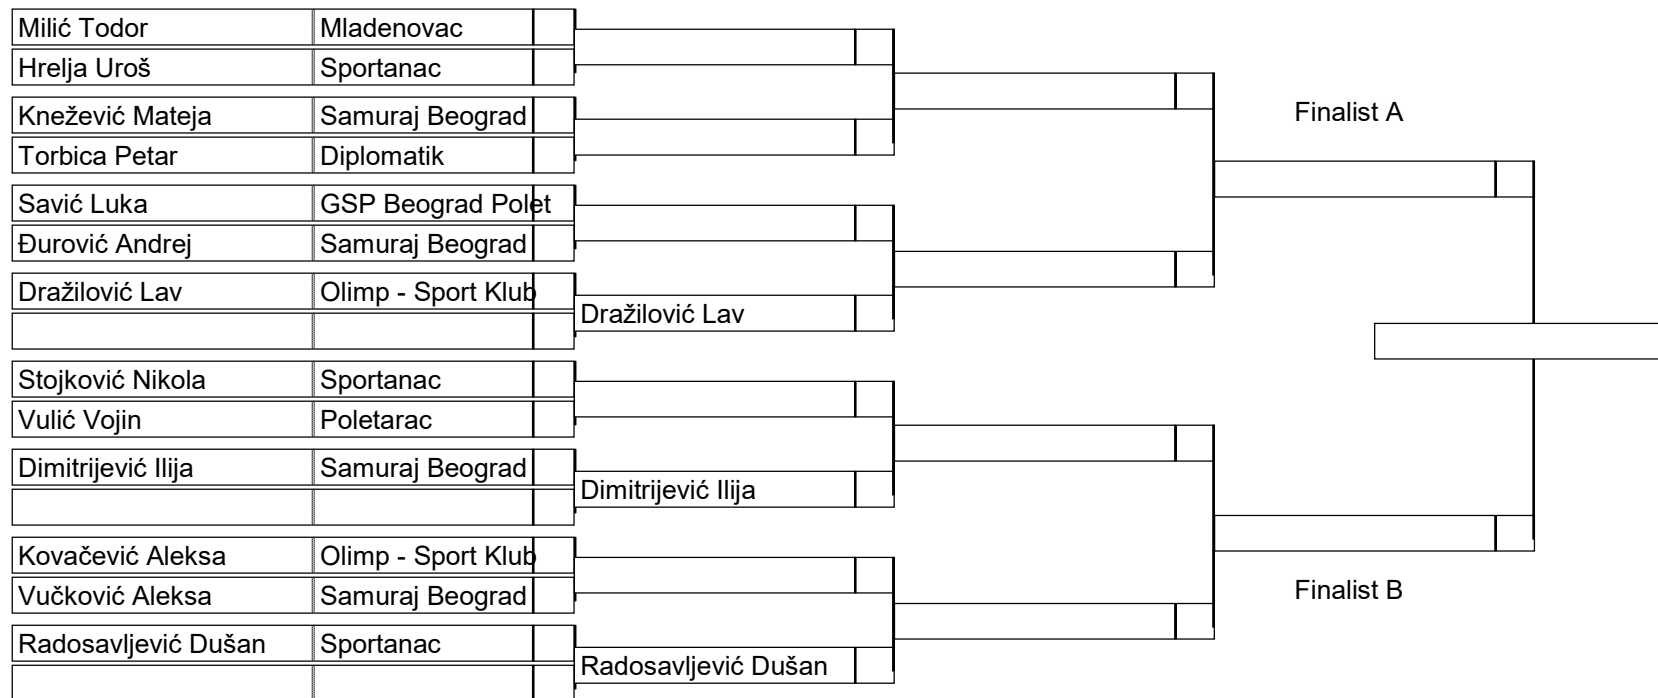 Milić Todor Mladenovac
Hrelja Uroš Sportanac
Knežević Mateja Samuraj Beograd
Finalist A
Torbica Petar Diplomatik
Savić Luka GSP Beograd Polet
Đurović Andrej Samuraj Beograd
Dražilović Lav Olimp - Sport Klub
Dražilović Lav
Stojković Nikola Sportanac
Vulić Vojin Poletarac
Dimitrijević Ilija Samuraj Beograd
Dimitrijević Ilija
Kovačević Aleksa Olimp - Sport Klub
Vučković Aleksa Samuraj Beograd
Finalist B
Radosavljević Dušan Sportanac
Radosavljević Dušan